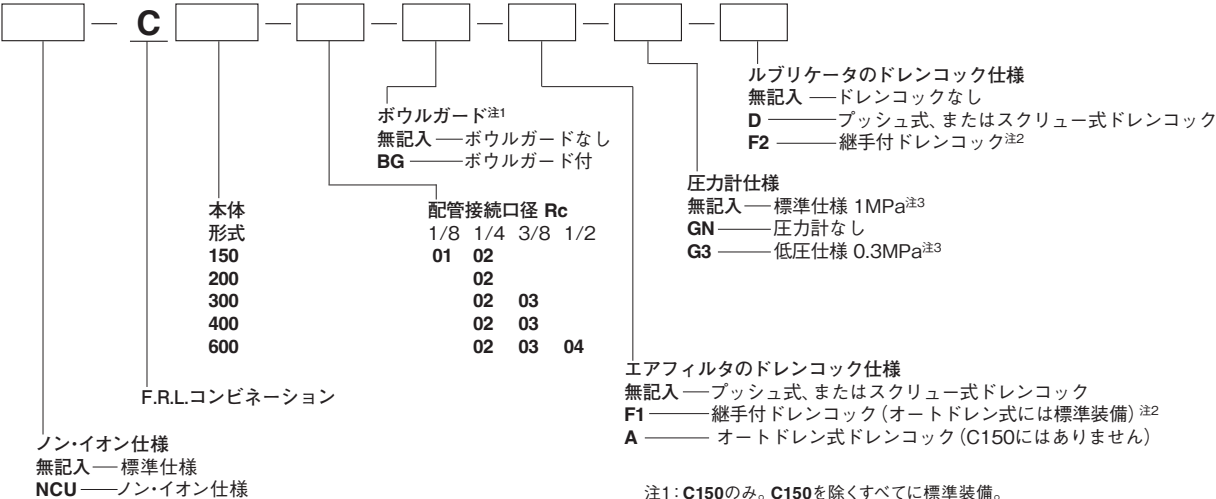 — C — — — — —
ルブリケータのドレンコック仕様
無記入 ── ドレンコックなし
D ──── プッシュ式、またはスクリュー式ドレンコック
F2 ──── 継手付ドレンコック注2
ボウルガード注1
無記入 ── ボウルガードなし
BG ─── ボウルガード付
圧力計仕様
無記入 ── 標準仕様 1MPa注3
GN ─── 圧力計なし
G3 ─── 低圧仕様 0.3MPa注3
本体
形式
150
200
300
400
600
配管接続口径 Rc
1/8 1/4 3/8 1/2
01 02
02
02 03
02 03
02 03 04
エアフィルタのドレンコック仕様
無記入 ── プッシュ式、またはスクリュー式ドレンコック
F1 ─── 継手付ドレンコック(オートドレン式には標準装備)注2
A ─── オートドレン式ドレンコック(C150にはありません)
F.R.L.コンビネーション
ノン・イオン仕様
無記入 ── 標準仕様
NCU ── ノン・イオン仕様
注1:C150のみ。C150を除くすべてに標準装備。